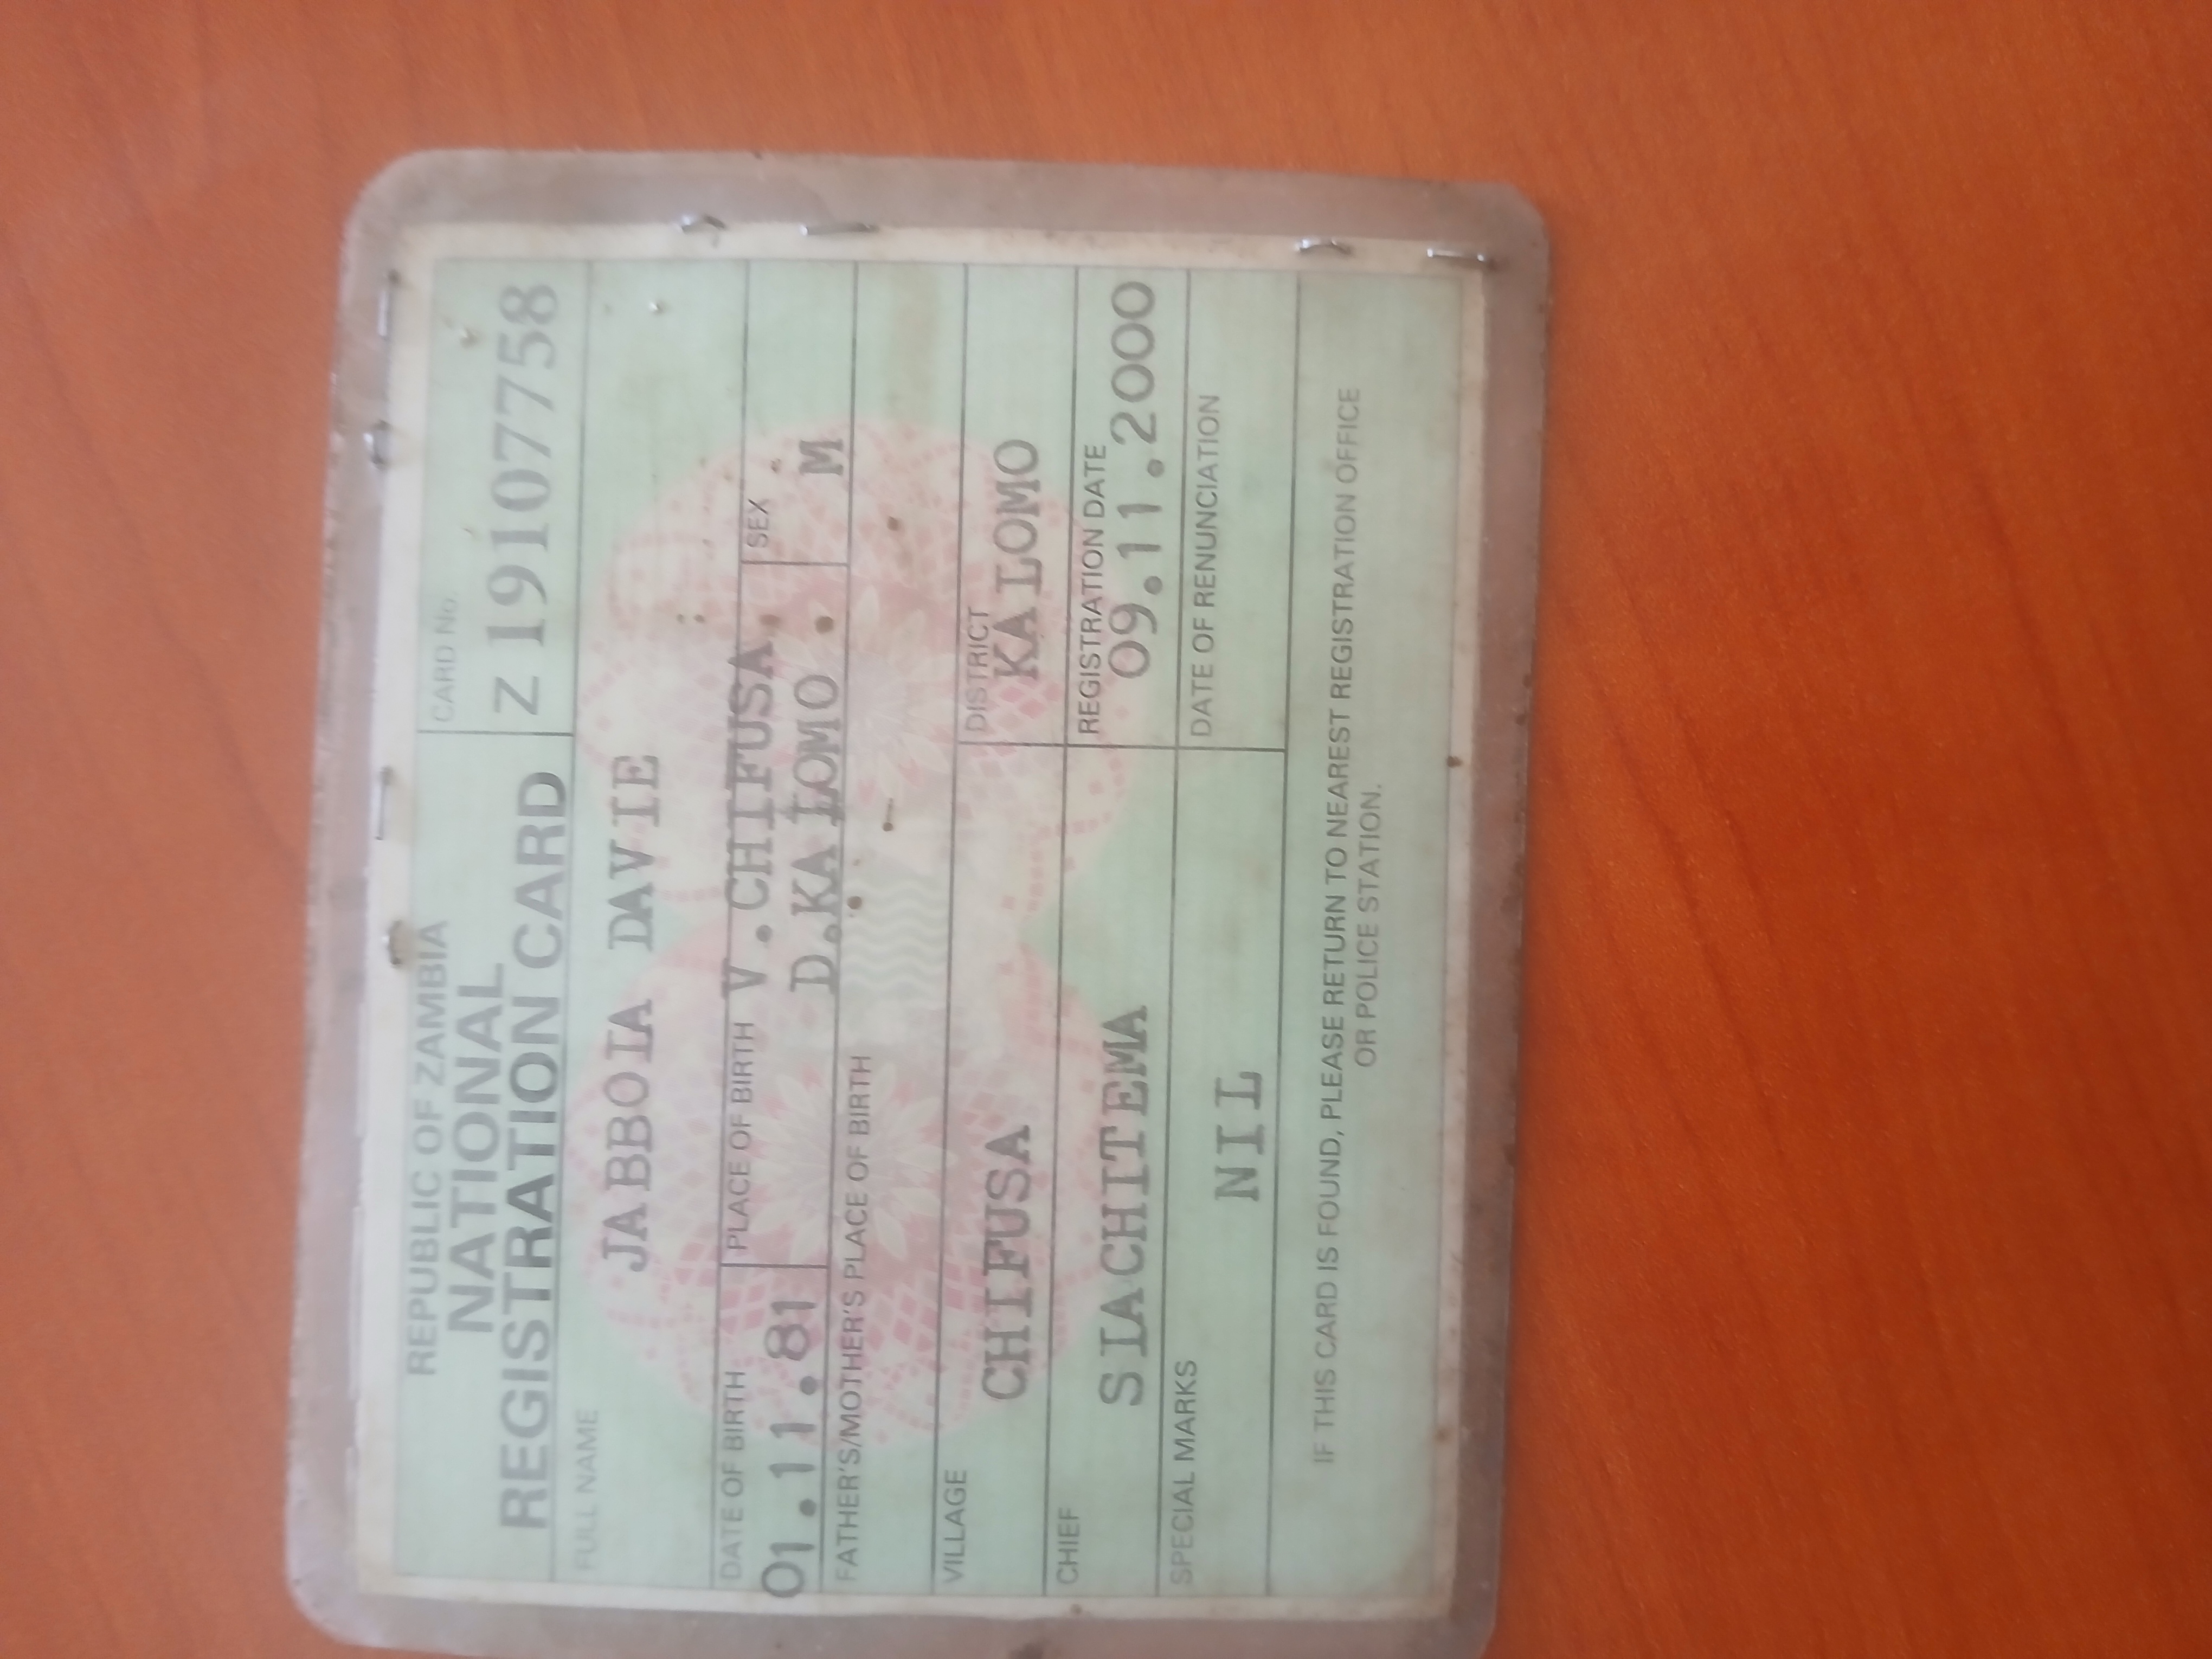 REPUBLIC OF ZAMBIA
NATIONAL
REGISTRATION CARD
CARD No.
Z 19107758
FULL NAME
JABBOLA DAVIE
DATE OF BIRTH
01.11.81
PLACE OF BIRTH
V.CHIFUSA.
D.KALOMO .
SEX
M
FATHER'S/MOTHER'S PLACE OF BIRTH
VILLAGE
CHIFUSA
DISTRICT
KALOMO
CHIEF
SIACHITEMA
REGISTRATION DATE
09.11.2000
SPECIAL MARKS
NIL
DATE OF RENUNCIATION
IF THIS CARD IS FOUND, PLEASE RETURN TO NEAREST REGISTRATION OFFICE
OR POLICE STATION.